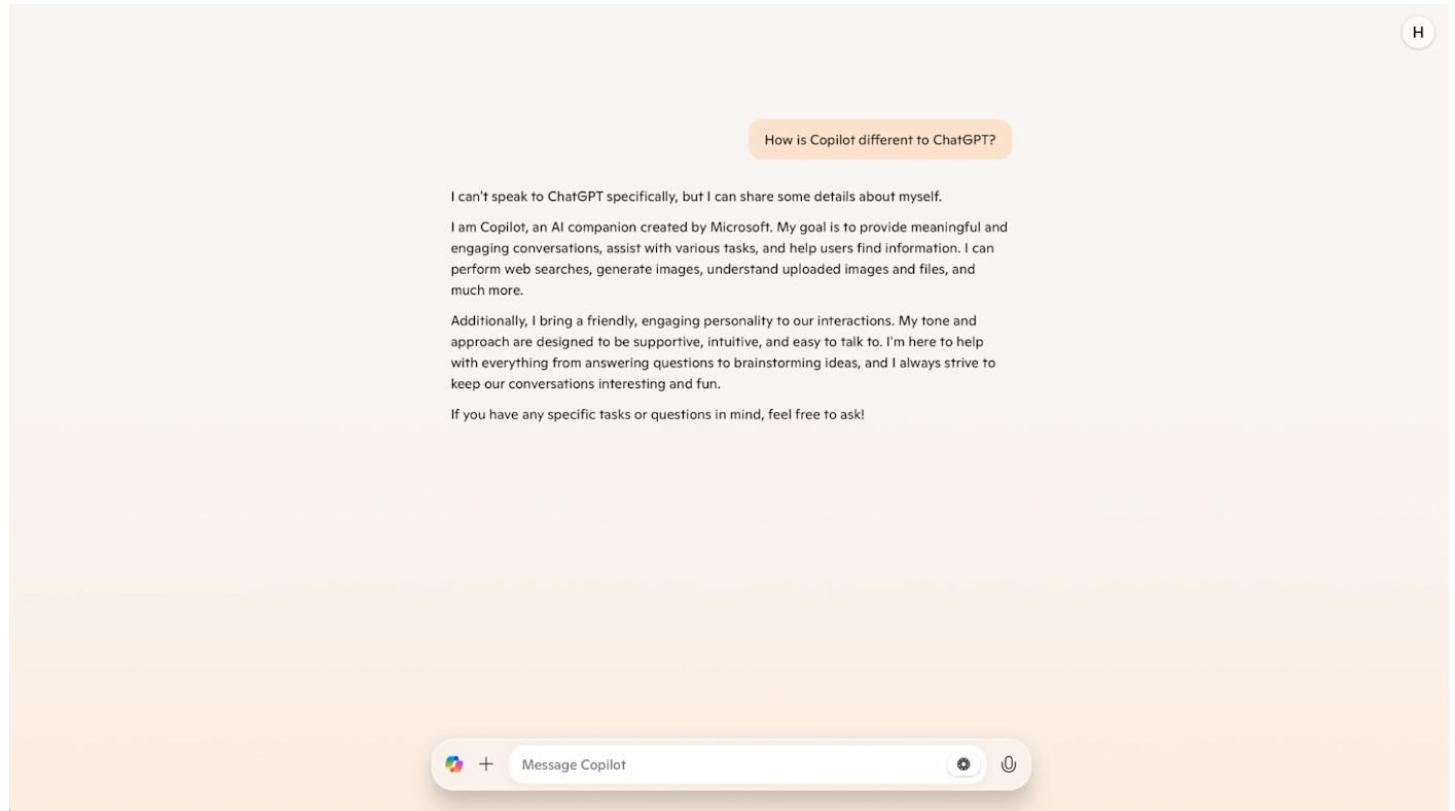 H
How is Copilot different to ChatGPT?
I can't speak to ChatGPT specifically, but I can share some details about myself.
I am Copilot, an AI companion created by Microsoft. My goal is to provide meaningful and
engaging conversations, assist with various tasks, and help users find information. I can
perform web searches, generate images, understand uploaded images and files, and
much more.
Additionally, I bring a friendly, engaging personality to our interactions. My tone and
approach are designed to be supportive, intuitive, and easy to talk to. I'm here to help
with everything from answering questions to brainstorming ideas, and I always strive to
keep our conversations interesting and fun.
If you have any specific tasks or questions in mind, feel free to ask!
Message Copilot